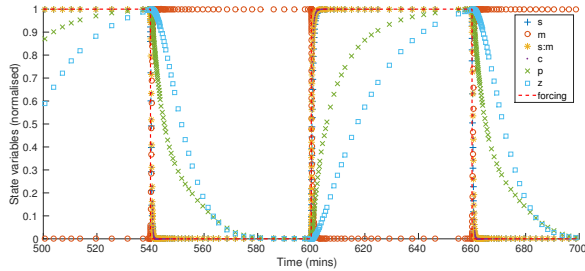 State variables (normalised)
1
0.9
0.8
0.7
0.6
0.5
0.4
0.3
0.2
0.1
0
500 520 540 560 580 600 620 640 660 680 700
Time (mins)
s
m
s:m
c
p
z
forcing